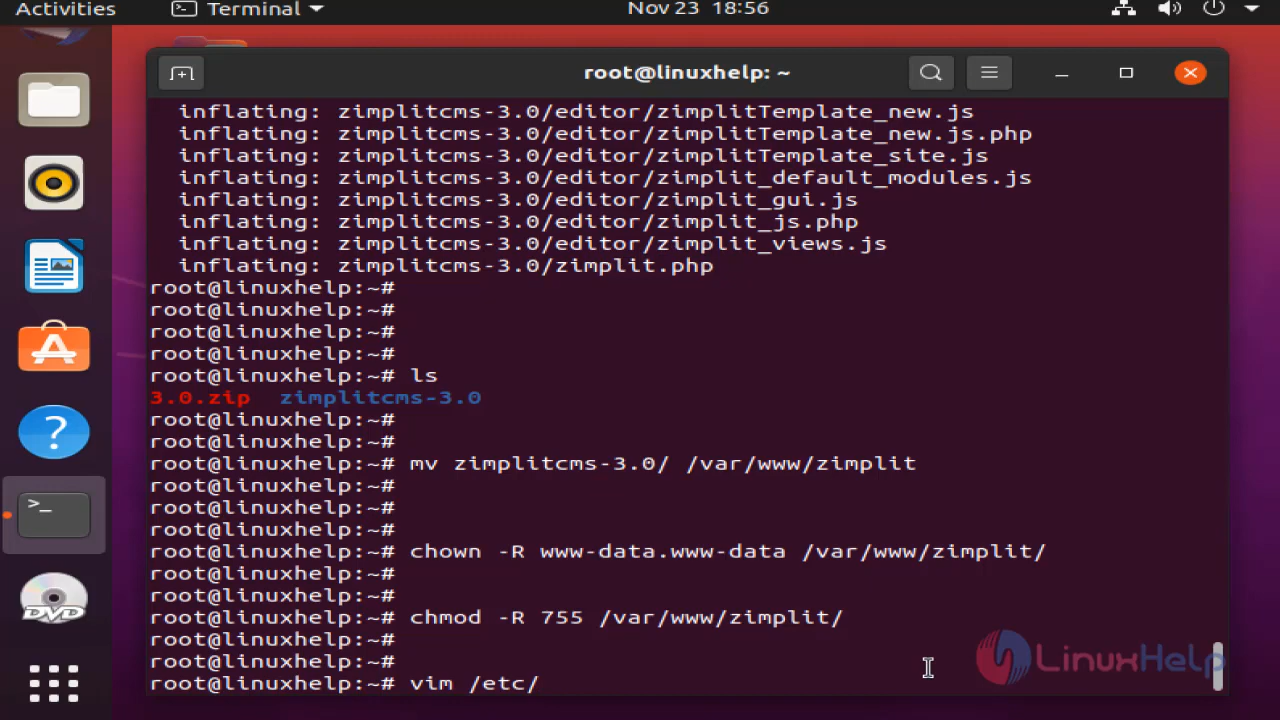 Activities Terminal Nov 23 18:56
root@linuxhelp: ~
inflating: zimplitcms-3.0/editor/zimplitTemplate_new.js
inflating: zimplitcms-3.0/editor/zimplitTemplate_new.js.php
inflating: zimplitcms-3.0/editor/zimplitTemplate_site.js
inflating: zimplitcms-3.0/editor/zimplit_default_modules.js
inflating: zimplitcms-3.0/editor/zimplit_gui.js
inflating: zimplitcms-3.0/editor/zimplit_js.php
inflating: zimplitcms-3.0/editor/zimplit_views.js
inflating: zimplitcms-3.0/zimplit.php
root@linuxhelp:~#
root@linuxhelp:~#
root@linuxhelp:~#
root@linuxhelp:~#
root@linuxhelp:~# ls
3.0.zip zimplitcms-3.0
root@linuxhelp:~#
root@linuxhelp:~#
root@linuxhelp:~# mv zimplitcms-3.0/ /var/www/zimplit
root@linuxhelp:~#
root@linuxhelp:~#
root@linuxhelp:~#
root@linuxhelp:~# chown -R www-data.www-data /var/www/zimplit/
root@linuxhelp:~#
root@linuxhelp:~#
root@linuxhelp:~# chmod -R 755 /var/www/zimplit/
root@linuxhelp:~#
root@linuxhelp:~#
root@linuxhelp:~# vim /etc/
LinuxHelp
>_
?
DVD